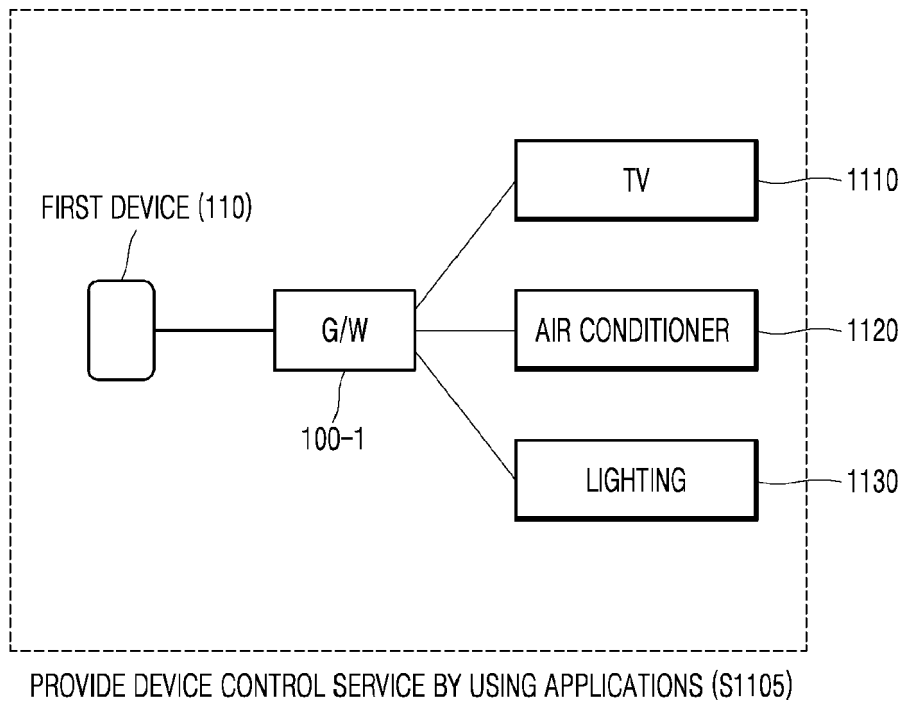 TV
1110
FIRST DEVICE (110)
G/W
AIR CONDITIONER
1120
100-1
LIGHTING
1130
PROVIDE DEVICE CONTROL SERVICE BY USING APPLICATIONS (S1105)